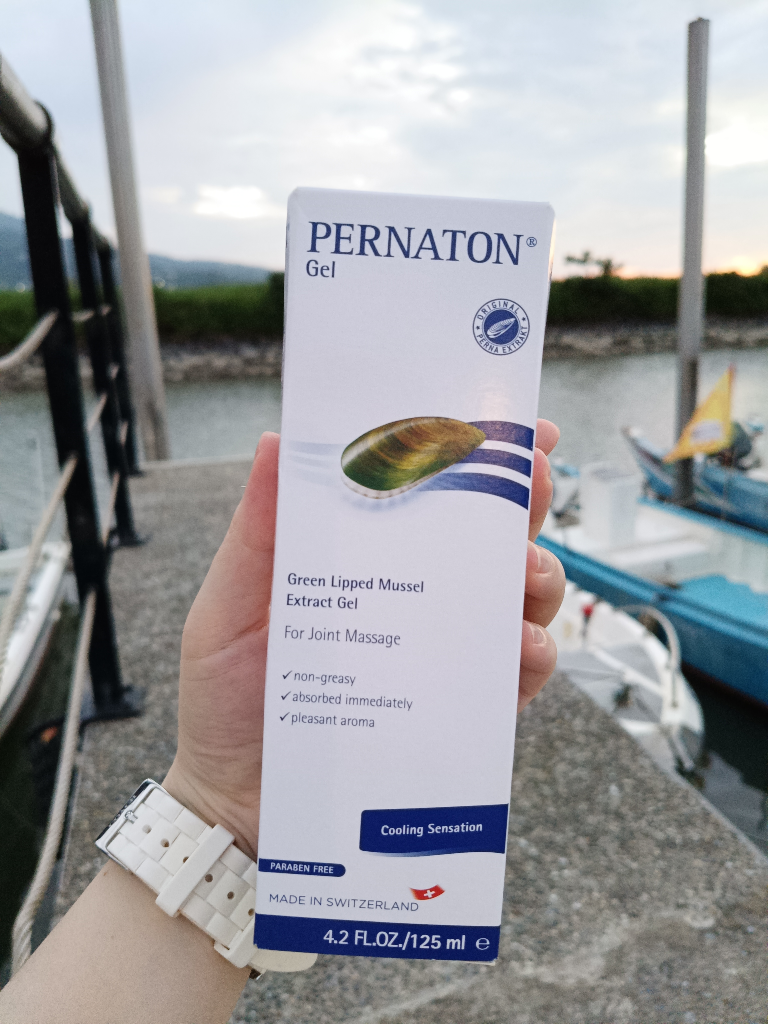 PERNATON®
Gel
ORIGINAL
PERNA EXTRAKT
Green Lipped Mussel
Extract Gel
For Joint Massage
✓non-greasy
✓absorbed immediately
✓pleasant aroma
Cooling Sensation
PARABEN FREE
MADE IN SWITZERLAND
4.2 FL.OZ./125 ml ℮